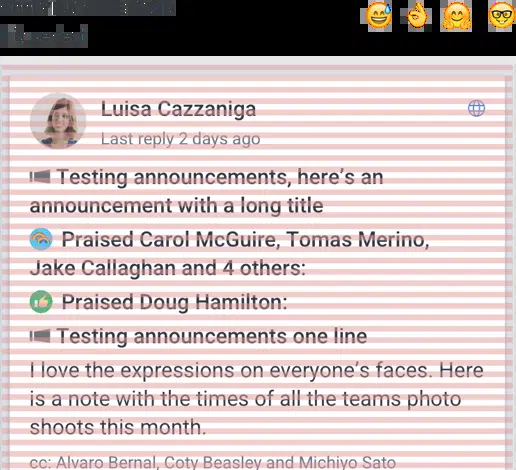 Luisa Cazzaniga
Last reply 2 days ago
Testing announcements, here’s an
announcement with a long title
Praised Carol McGuire, Tomas Merino,
Jake Callaghan and 4 others:
Praised Doug Hamilton:
Testing announcements one line
I love the expressions on everyone’s faces. Here
is a note with the times of all the teams photo
shoots this month.
cc: Alvaro Bernal, Coty Beasley and Michiyo Sato